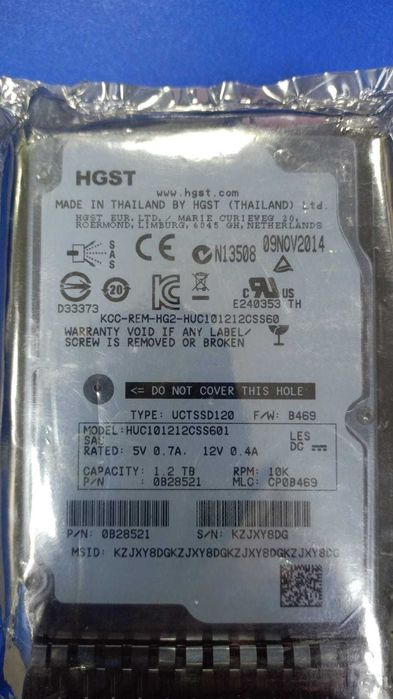 HGST
www.hgst.com
MADE IN THAILAND BY HGST (THAILAND) Ltd.
HGST EUR. LTD./ MARIE CURIEWEG 20,
ROERMOND, LIMBURG, 6045 GH, NETHERLANDS
SAS CE N13508 09NOV2014
D33373 20 KC US E240353 TH
KCC-REM-HG2-HUC101212CSS60
WARRANTY VOID IF ANY LABEL/
SCREW IS REMOVED OR BROKEN
<= DO NOT COVER THIS HOLE
TYPE: UCTSSD120 F/W: B469
MODEL:HUC101212CSS601 LES
SAS DC
RATED: 5V 0.7A. 12V 0.4A
CAPACITY: 1.2 TB RPM: 10K
P/N : 0B28521 MLC: CP0B469
P/N: 0B28521 S/N: KZJXY8DG
MSID: KZJXY8DGKZJXY8DGKZJXY8DGKZJXY8DG